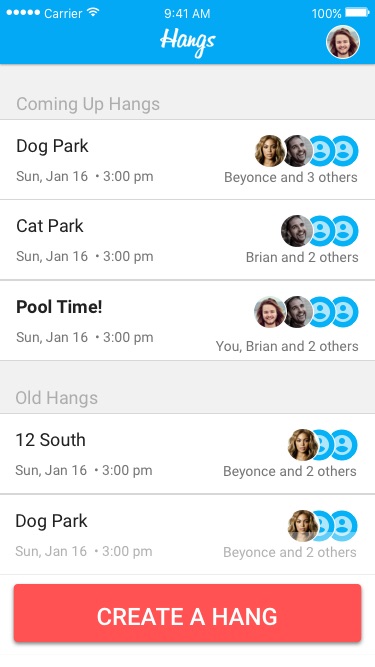 Carrier 9:41 AM 100%
Hangs
Coming Up Hangs
Dog Park
Sun, Jan 16 • 3:00 pm Beyonce and 3 others
Cat Park
Sun, Jan 16 • 3:00 pm Brian and 2 others
Pool Time!
Sun, Jan 16 • 3:00 pm You, Brian and 2 others
Old Hangs
12 South
Sun, Jan 16 • 3:00 pm Beyonce and 2 others
Dog Park
Sun, Jan 16 • 3:00 pm Beyonce and 2 others
CREATE A HANG